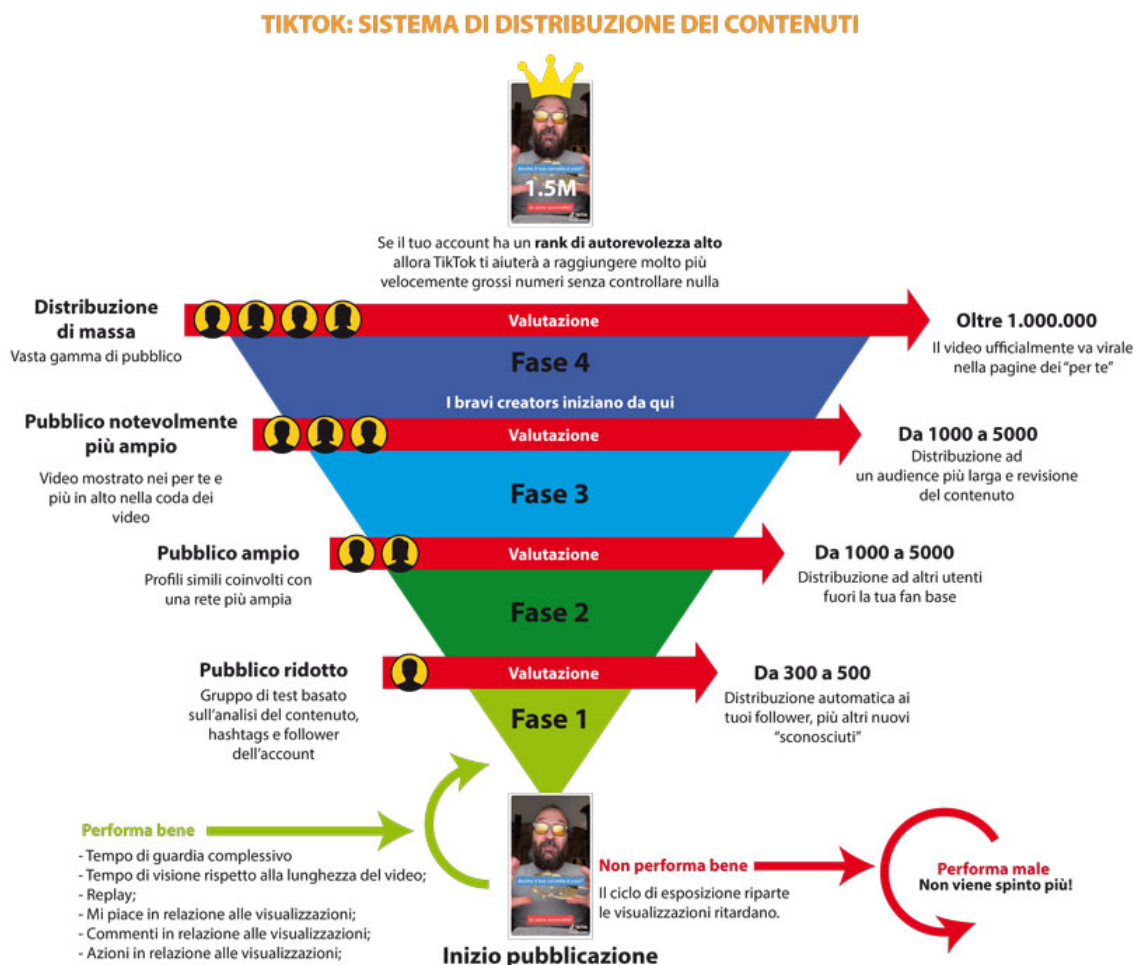 TIKTOK: SISTEMA DI DISTRIBUZIONE DEI CONTENUTI
Anche il tuo cervello è così?
1.5M
Se il tuo account ha un rank di autorevolezza alto
allora TikTok ti aiuterà a raggiungere molto più
velocemente grossi numeri senza controllare nulla
Distribuzione
di massa
Vasta gamma di pubblico
Valutazione
Fase 4
Oltre 1.000.000
Il video ufficialmente va virale
nella pagine dei “per te”
I bravi creators iniziano da qui
Pubblico notevolmente
più ampio
Video mostrato nei per te e
più in alto nella coda dei
video
Valutazione
Fase 3
Da 1000 a 5000
Distribuzione ad
un audience più larga e revisione
del contenuto
Pubblico ampio
Profili simili coinvolti con
una rete più ampia
Valutazione
Fase 2
Da 1000 a 5000
Distribuzione ad altri utenti
fuori la tua fan base
Pubblico ridotto
Gruppo di test basato
sull’analisi del contenuto,
hashtags e follower
dell’account
Valutazione
Fase 1
Da 300 a 500
Distribuzione automatica ai
tuoi follower, più altri nuovi
“sconosciuti”
Performa bene
- Tempo di guardia complessivo
- Tempo di visione rispetto alla lunghezza del video;
- Replay;
- Mi piace in relazione alle visualizzazioni;
- Commenti in relazione alle visualizzazioni;
- Azioni in relazione alle visualizzazioni;
Inizio pubblicazione
Non performa bene
Il ciclo di esposizione riparte
le visualizzazioni ritardano.
Performa male
Non viene spinto più!